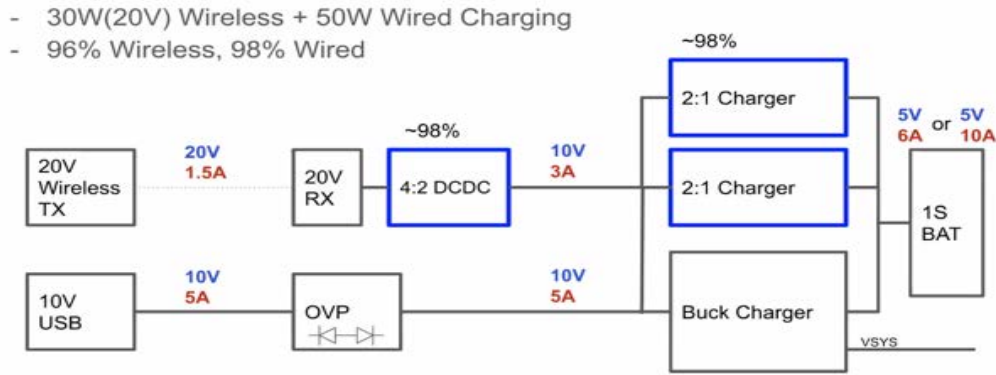 - 30W(20V) Wireless + 50W Wired Charging
- 96% Wireless, 98% Wired
~98%
2:1 Charger
5V or 5V
6A 10A
~98%
20V
1.5A
10V
3A
20V
Wireless
TX
20V
RX
4:2 DCDC
2:1 Charger
1S
BAT
10V
5A
10V
5A
10V
USB
OVP
Buck Charger
VSYS